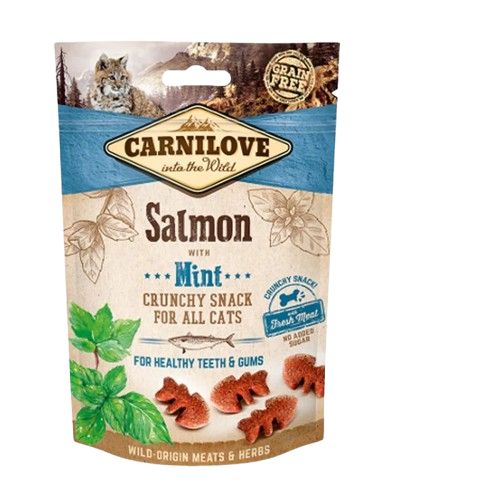 GRAIN
FREE
CARNILOVE
into the Wild
Salmon
WITH
Mint
CRUNCHY SNACK
FOR ALL CATS
CRUNCHY SNACK!
with
Fresh Meat
NO ADDED
SUGAR
FOR HEALTHY TEETH & GUMS
WILD-ORIGIN MEATS & HERBS